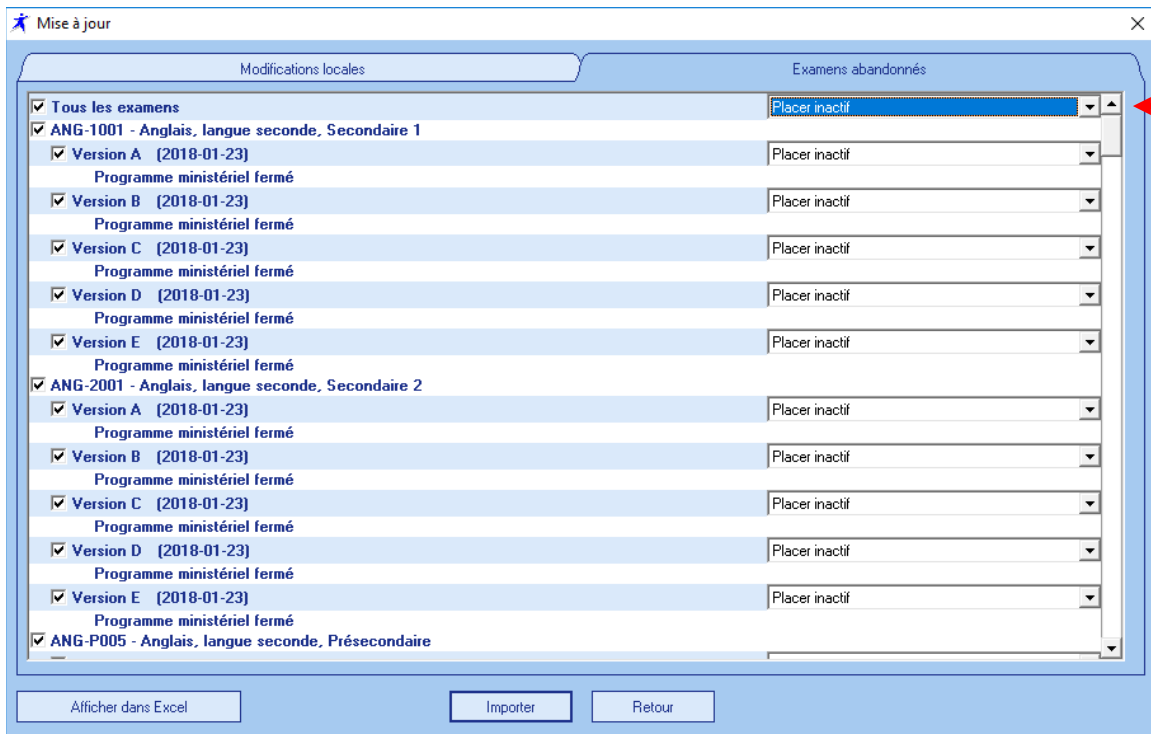 Mise à jour
Modifications locales Examens abandonnés
Tous les examens Placer inactif
ANG-1001 - Anglais, langue seconde, Secondaire 1
Version A (2018-01-23) Placer inactif
Programme ministériel fermé
Version B (2018-01-23) Placer inactif
Programme ministériel fermé
Version C (2018-01-23) Placer inactif
Programme ministériel fermé
Version D (2018-01-23) Placer inactif
Programme ministériel fermé
Version E (2018-01-23) Placer inactif
Programme ministériel fermé
ANG-2001 - Anglais, langue seconde, Secondaire 2
Version A (2018-01-23) Placer inactif
Programme ministériel fermé
Version B (2018-01-23) Placer inactif
Programme ministériel fermé
Version C (2018-01-23) Placer inactif
Programme ministériel fermé
Version D (2018-01-23) Placer inactif
Programme ministériel fermé
Version E (2018-01-23) Placer inactif
Programme ministériel fermé
ANG-P005 - Anglais, langue seconde, Présecondaire
Afficher dans Excel Importer Retour